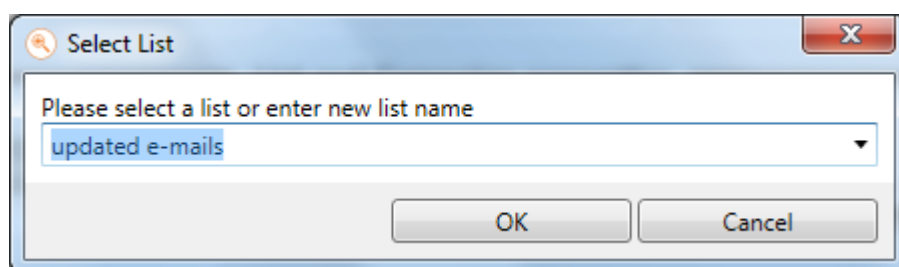 Select List
Please select a list or enter new list name
updated e-mails
OK Cancel